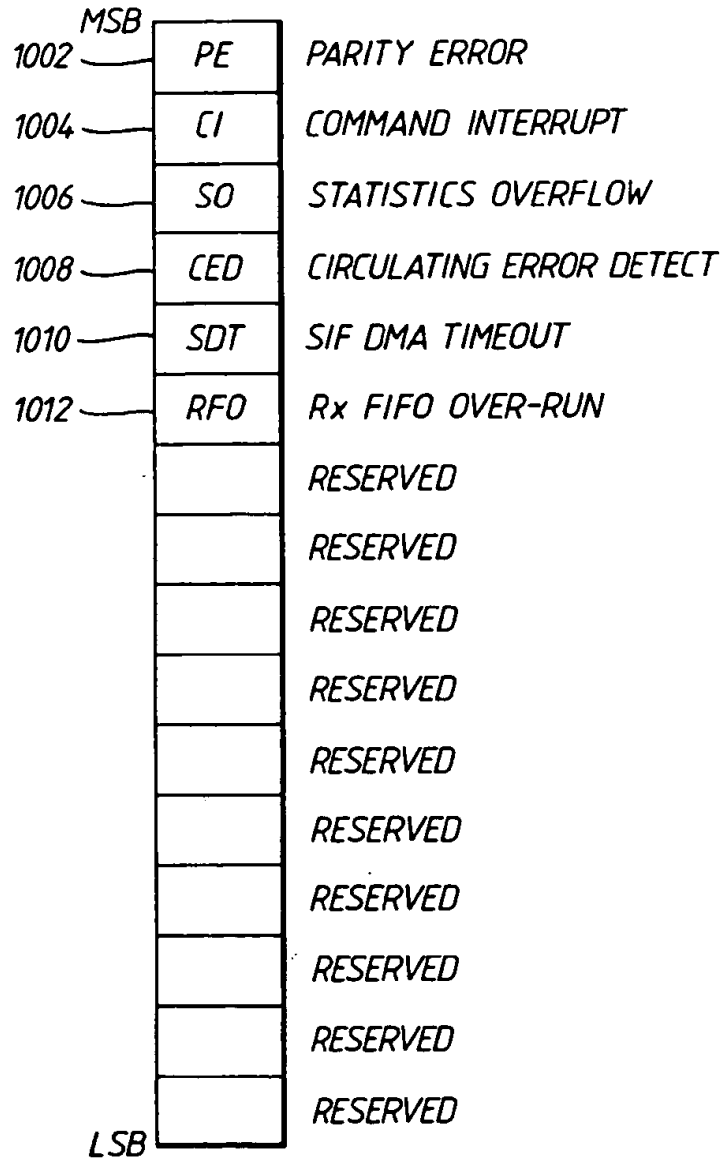 MSB
1002 PE PARITY ERROR
1004 CI COMMAND INTERRUPT
1006 SO STATISTICS OVERFLOW
1008 CED CIRCULATING ERROR DETECT
1010 SDT SIF DMA TIMEOUT
1012 RFO Rx FIFO OVER-RUN
RESERVED
RESERVED
RESERVED
RESERVED
RESERVED
RESERVED
RESERVED
RESERVED
RESERVED
RESERVED
LSB